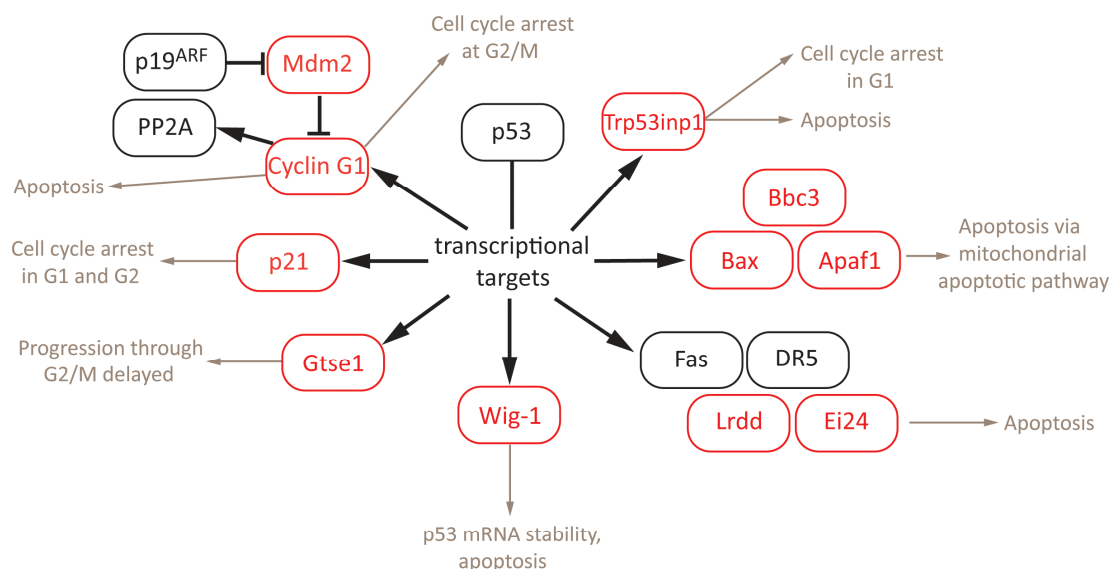 Cell cycle arrest
at G2/M
p19ARF
Mdm2
PP2A
Cyclin G1
Apoptosis
p53
Trp53inp1
Cell cycle arrest
in G1
Apoptosis
Bbc3
Bax
Apaf1
Apoptosis via
mitochondrial
apoptotic pathway
transcriptional
targets
Cell cycle arrest
in G1 and G2
p21
Progression through
G2/M delayed
Gtse1
Wig-1
p53 mRNA stability,
apoptosis
Fas
DR5
Lrdd
Ei24
Apoptosis